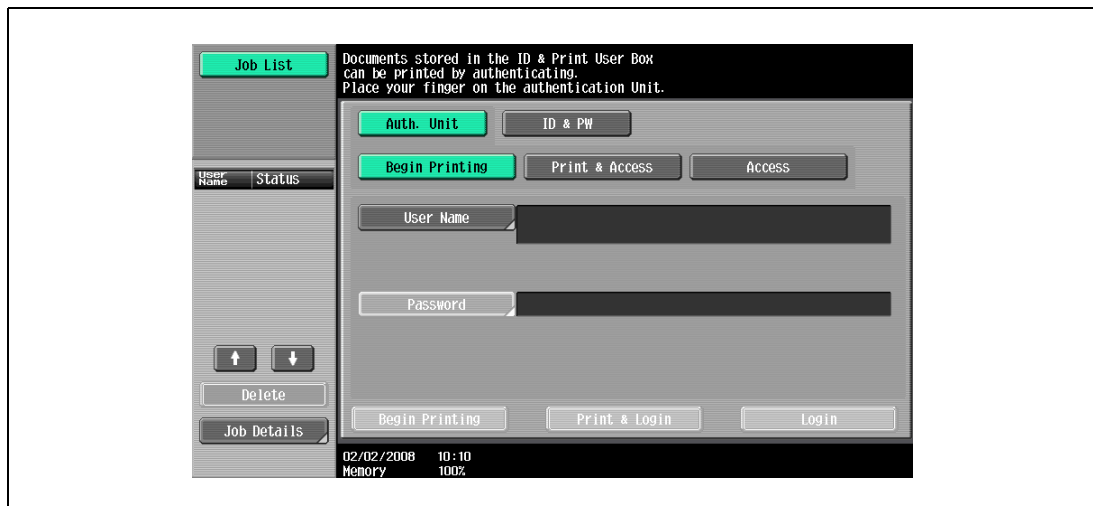 Job List
Documents stored in the ID & Print User Box
can be printed by authenticating.
Place your finger on the authentication Unit.
Auth. Unit
ID & PW
Begin Printing
Print & Access
Access
User Name
Status
User Name
Password
Delete
Job Details
Begin Printing
Print & Login
Login
02/02/2008 10:10
Memory 100%